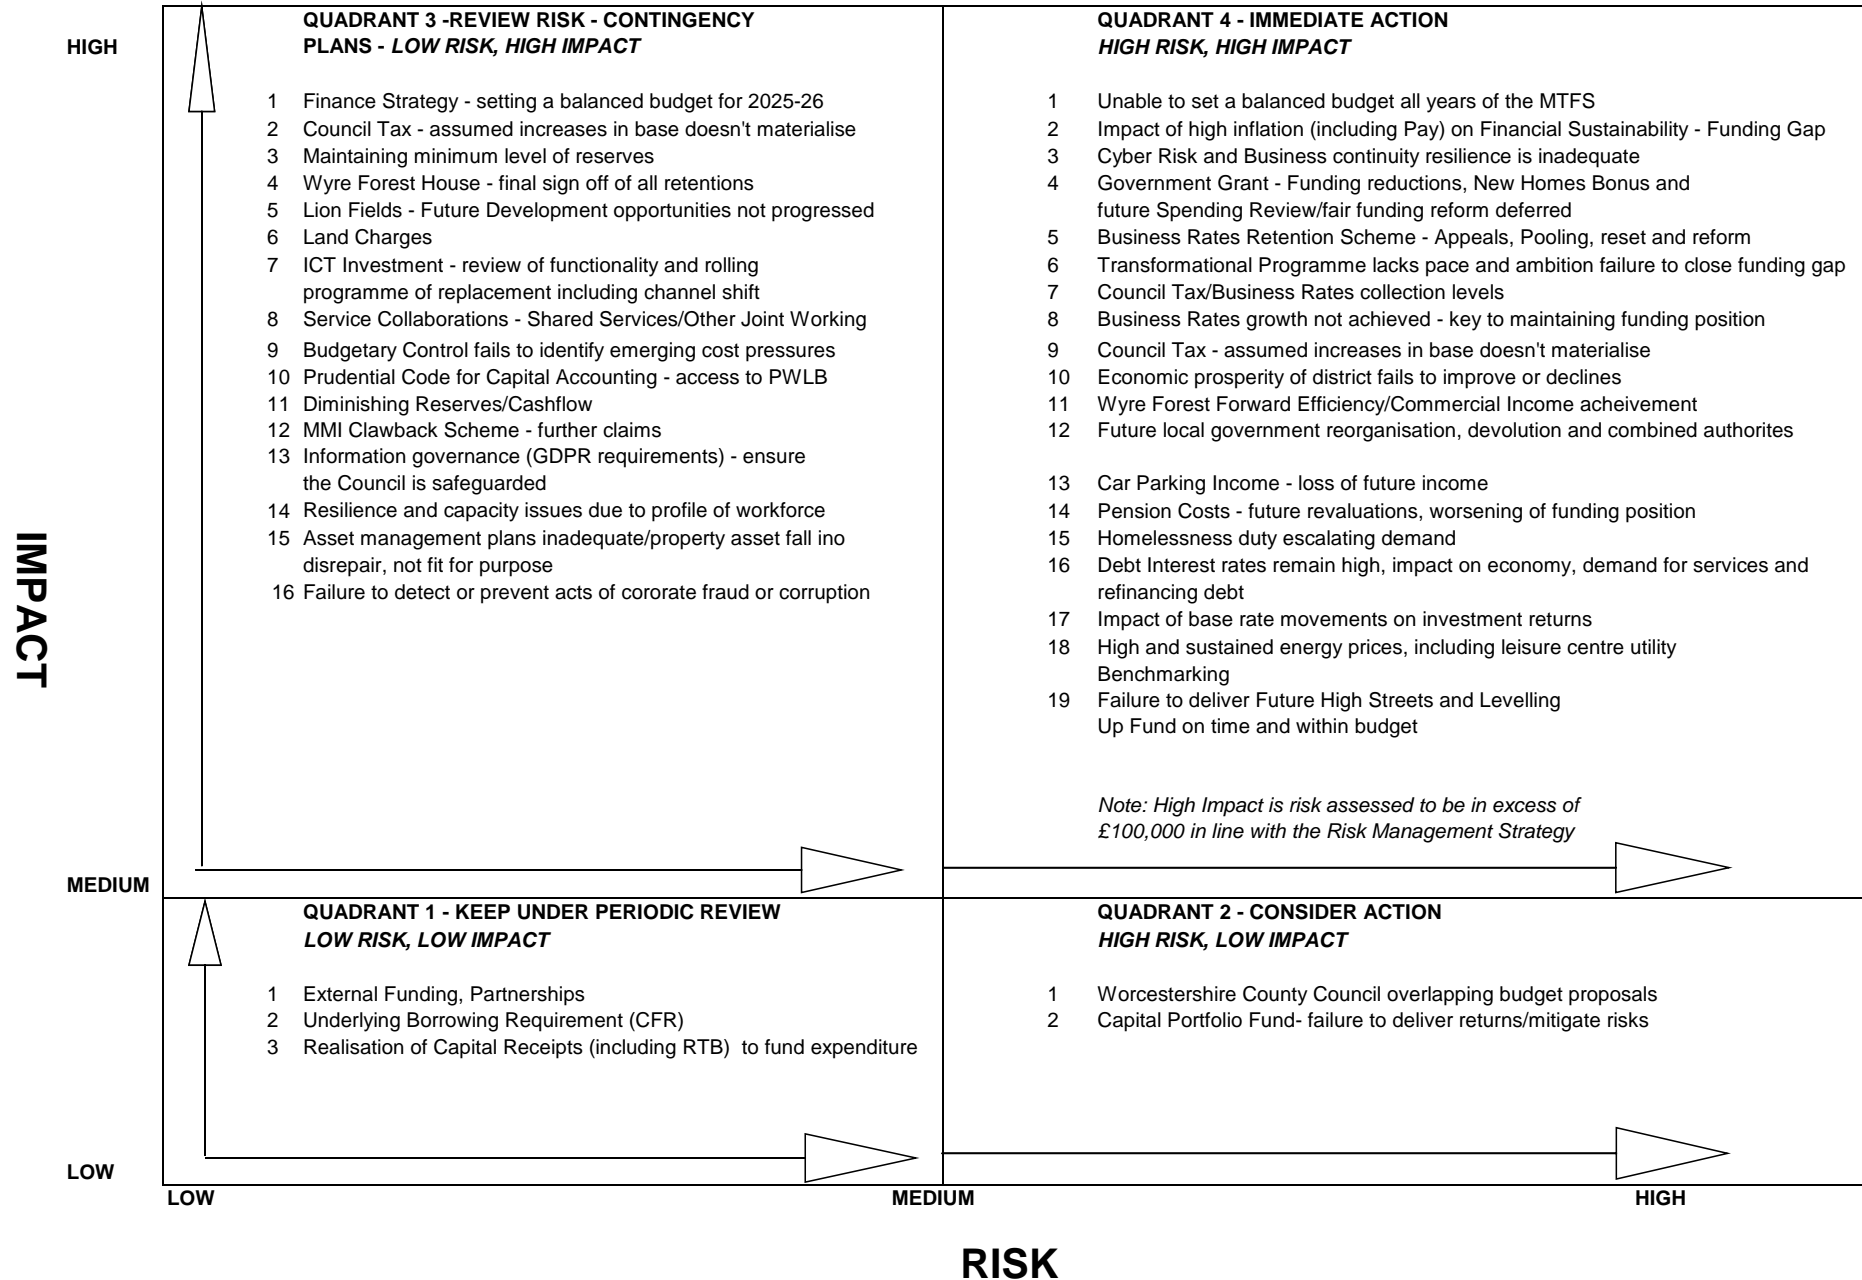 HIGH
QUADRANT 3 -REVIEW RISK - CONTINGENCY
PLANS - LOW RISK, HIGH IMPACT
1 Finance Strategy - setting a balanced budget for 2025-26
2 Council Tax - assumed increases in base doesn't materialise
3 Maintaining minimum level of reserves
4 Wyre Forest House - final sign off of all retentions
5 Lion Fields - Future Development opportunities not progressed
6 Land Charges
7 ICT Investment - review of functionality and rolling
programme of replacement including channel shift
8 Service Collaborations - Shared Services/Other Joint Working
9 Budgetary Control fails to identify emerging cost pressures
10 Prudential Code for Capital Accounting - access to PWLB
11 Diminishing Reserves/Cashflow
12 MMI Clawback Scheme - further claims
13 Information governance (GDPR requirements) - ensure
the Council is safeguarded
14 Resilience and capacity issues due to profile of workforce
15 Asset management plans inadequate/property asset fall ino
disrepair, not fit for purpose
16 Failure to detect or prevent acts of cororate fraud or corruption
QUADRANT 4 - IMMEDIATE ACTION
HIGH RISK, HIGH IMPACT
1 Unable to set a balanced budget all years of the MTFS
2 Impact of high inflation (including Pay) on Financial Sustainability - Funding Gap
3 Cyber Risk and Business continuity resilience is inadequate
4 Government Grant - Funding reductions, New Homes Bonus and
future Spending Review/fair funding reform deferred
5 Business Rates Retention Scheme - Appeals, Pooling, reset and reform
6 Transformational Programme lacks pace and ambition failure to close funding gap
7 Council Tax/Business Rates collection levels
8 Business Rates growth not achieved - key to maintaining funding position
9 Council Tax - assumed increases in base doesn't materialise
10 Economic prosperity of district fails to improve or declines
11 Wyre Forest Forward Efficiency/Commercial Income acheivement
12 Future local government reorganisation, devolution and combined authorites
13 Car Parking Income - loss of future income
14 Pension Costs - future revaluations, worsening of funding position
15 Homelessness duty escalating demand
16 Debt Interest rates remain high, impact on economy, demand for services and
refinancing debt
17 Impact of base rate movements on investment returns
18 High and sustained energy prices, including leisure centre utility
Benchmarking
19 Failure to deliver Future High Streets and Levelling
Up Fund on time and within budget
Note: High Impact is risk assessed to be in excess of
£100,000 in line with the Risk Management Strategy
IMPACT
MEDIUM
QUADRANT 1 - KEEP UNDER PERIODIC REVIEW
LOW RISK, LOW IMPACT
1 External Funding, Partnerships
2 Underlying Borrowing Requirement (CFR)
3 Realisation of Capital Receipts (including RTB) to fund expenditure
QUADRANT 2 - CONSIDER ACTION
HIGH RISK, LOW IMPACT
1 Worcestershire County Council overlapping budget proposals
2 Capital Portfolio Fund- failure to deliver returns/mitigate risks
LOW
LOW
MEDIUM
HIGH
RISK